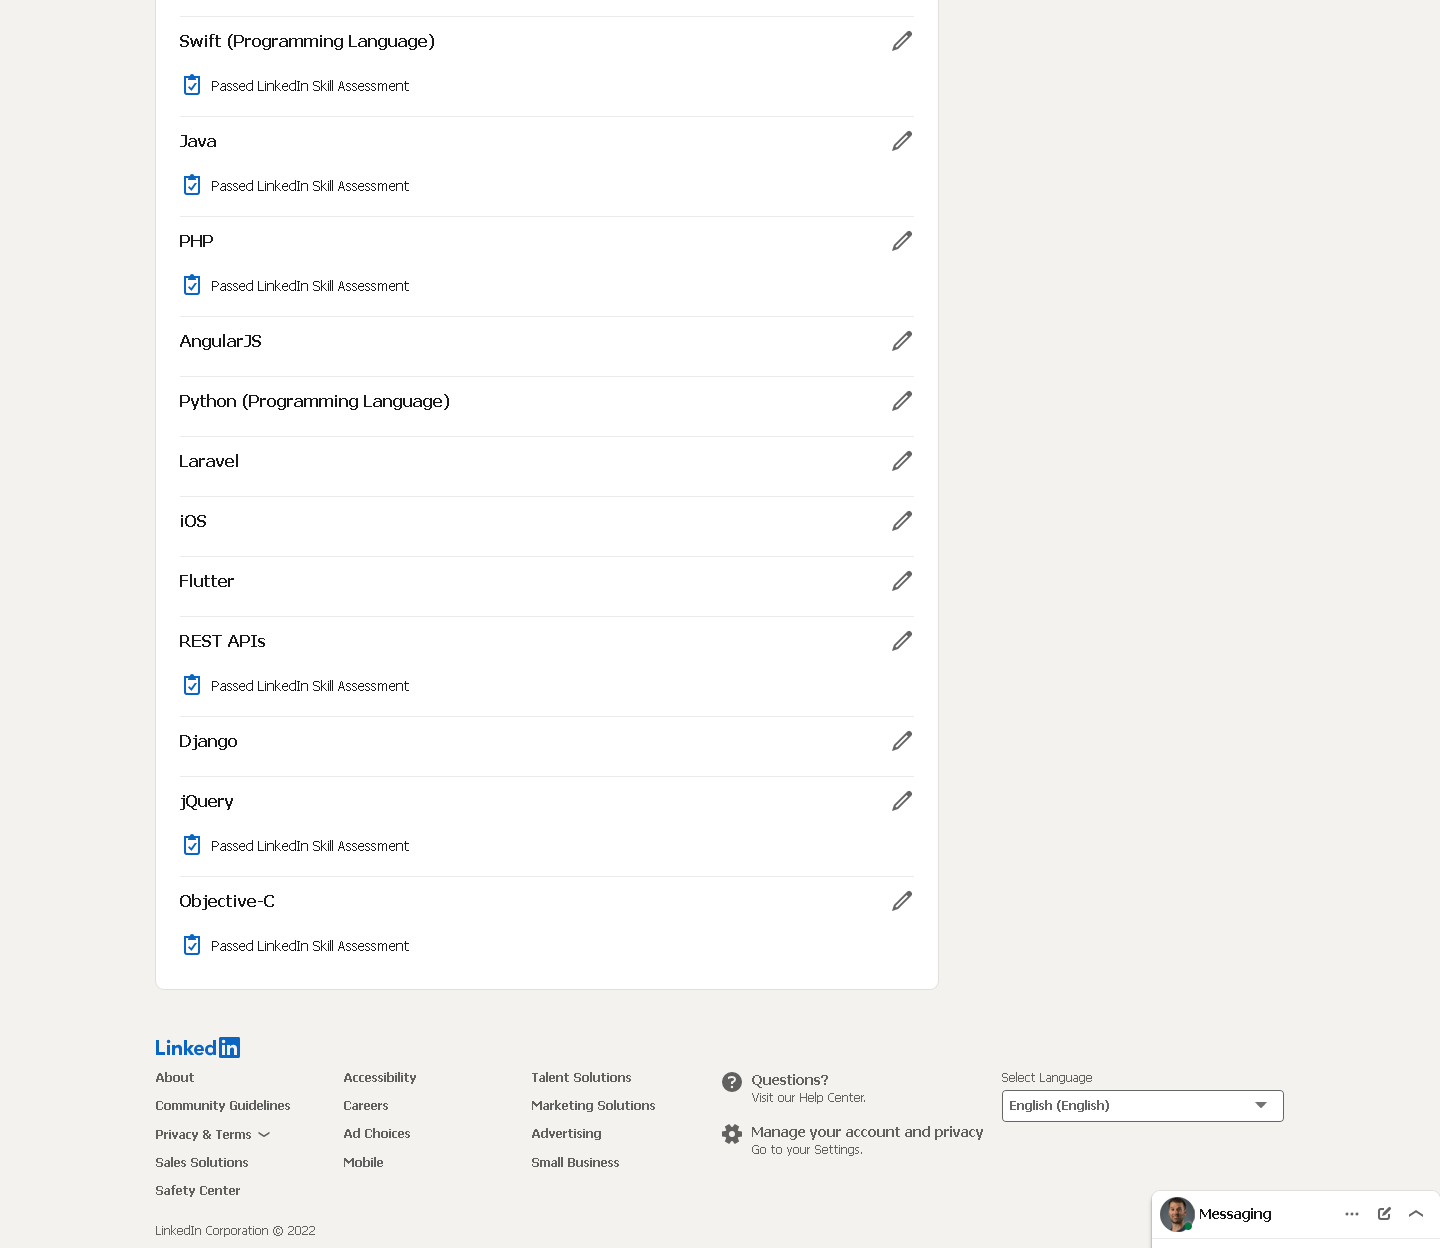 Swift (Programming Language)
Passed LinkedIn Skill Assessment
Java
Passed LinkedIn Skill Assessment
PHP
Passed LinkedIn Skill Assessment
AngularJS
Python (Programming Language)
Laravel
iOS
Flutter
REST APIs
Passed LinkedIn Skill Assessment
Django
jQuery
Passed LinkedIn Skill Assessment
Objective-C
Passed LinkedIn Skill Assessment
Linked in
About
Community Guidelines
Privacy & Terms
Sales Solutions
Safety Center
Accessibility
Careers
Ad Choices
Mobile
Talent Solutions
Marketing Solutions
Advertising
Small Business
Questions?
Visit our Help Center.
Manage your account and privacy
Go to your Settings.
Select Language
English (English)
LinkedIn Corporation © 2022
Messaging